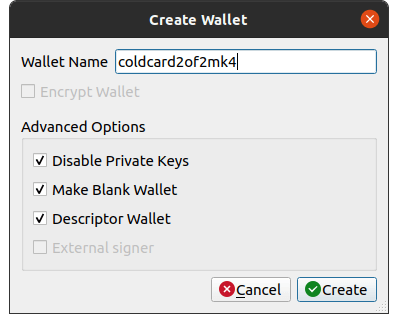 Create Wallet
Wallet Name coldcard2of2mk4
Encrypt Wallet
Advanced Options
Disable Private Keys
Make Blank Wallet
Descriptor Wallet
External signer
Cancel Create